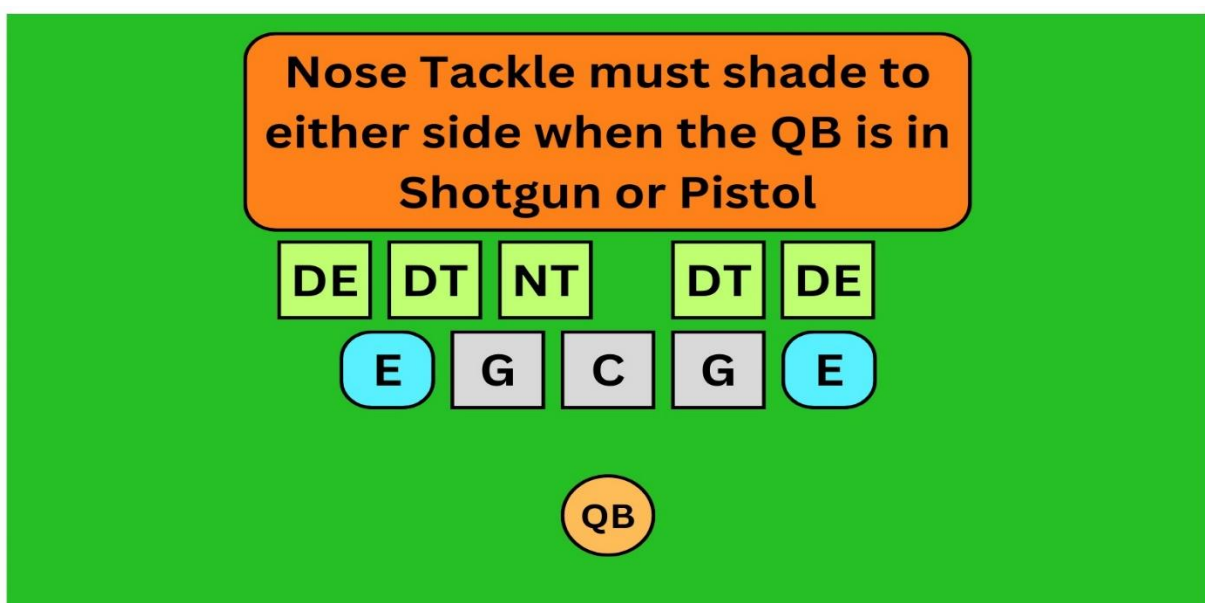 Nose Tackle must shade to
either side when the QB is in
Shotgun or Pistol
DE DT NT DT DE
E G C G E
QB